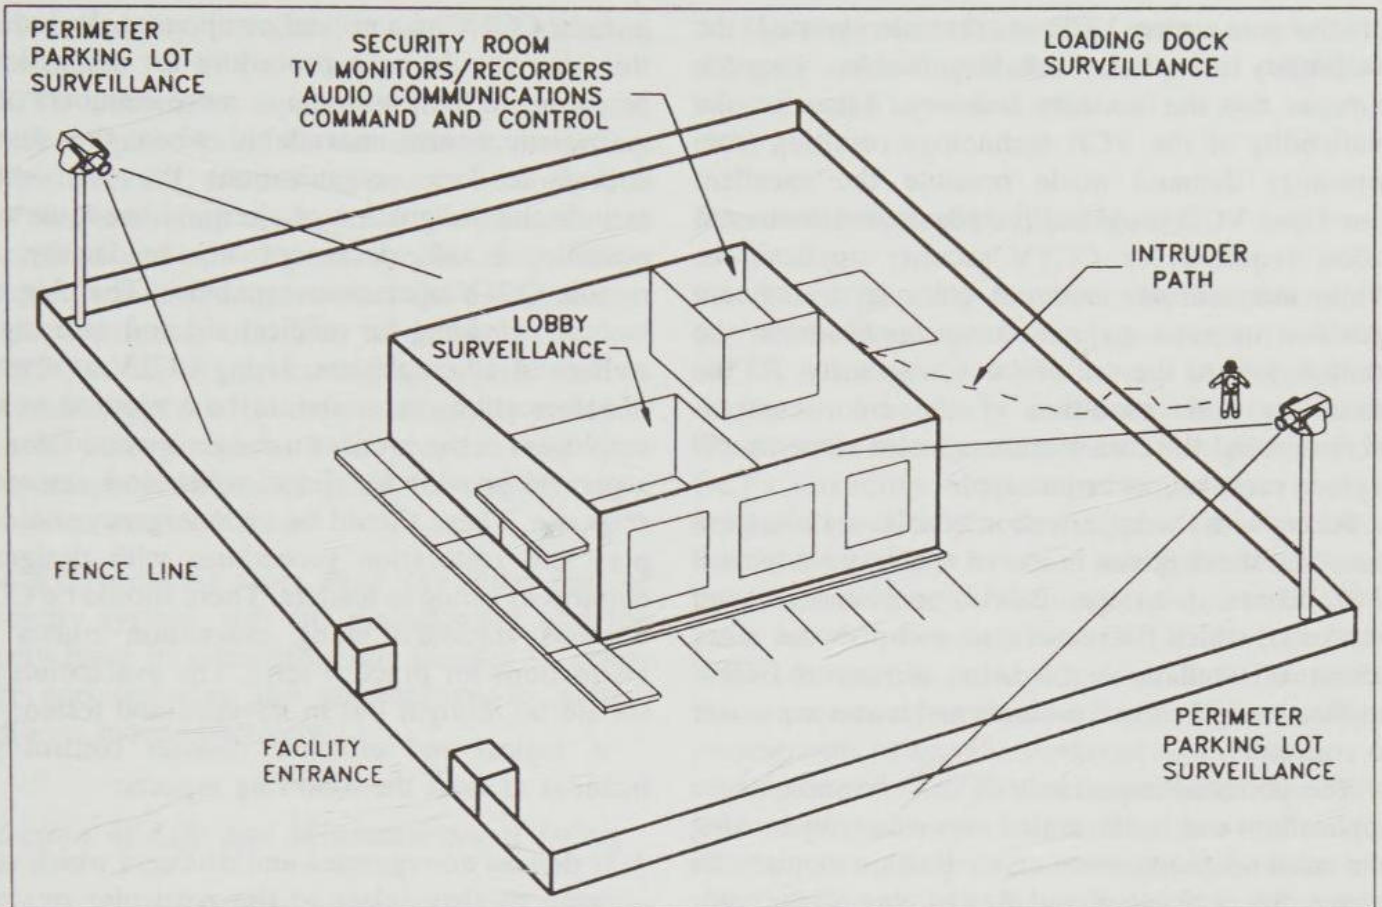 PERIMETER
PARKING LOT
SURVEILLANCE
SECURITY ROOM
TV MONITORS/RECORDERS
AUDIO COMMUNICATIONS
COMMAND AND CONTROL
LOADING DOCK
SURVEILLANCE
INTRUDER
PATH
LOBBY
SURVEILLANCE
FENCE LINE
FACILITY
ENTRANCE
PERIMETER
PARKING LOT
SURVEILLANCE